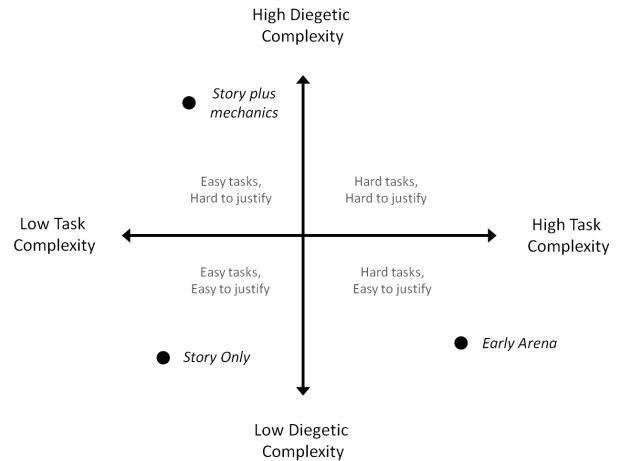 High Diegetic
Complexity
Story plus
mechanics
Easy tasks,
Hard to justify
Hard tasks,
Hard to justify
Low Task
Complexity
High Task
Complexity
Easy tasks,
Easy to justify
Hard tasks,
Easy to justify
Story Only
Early Arena
Low Diegetic
Complexity